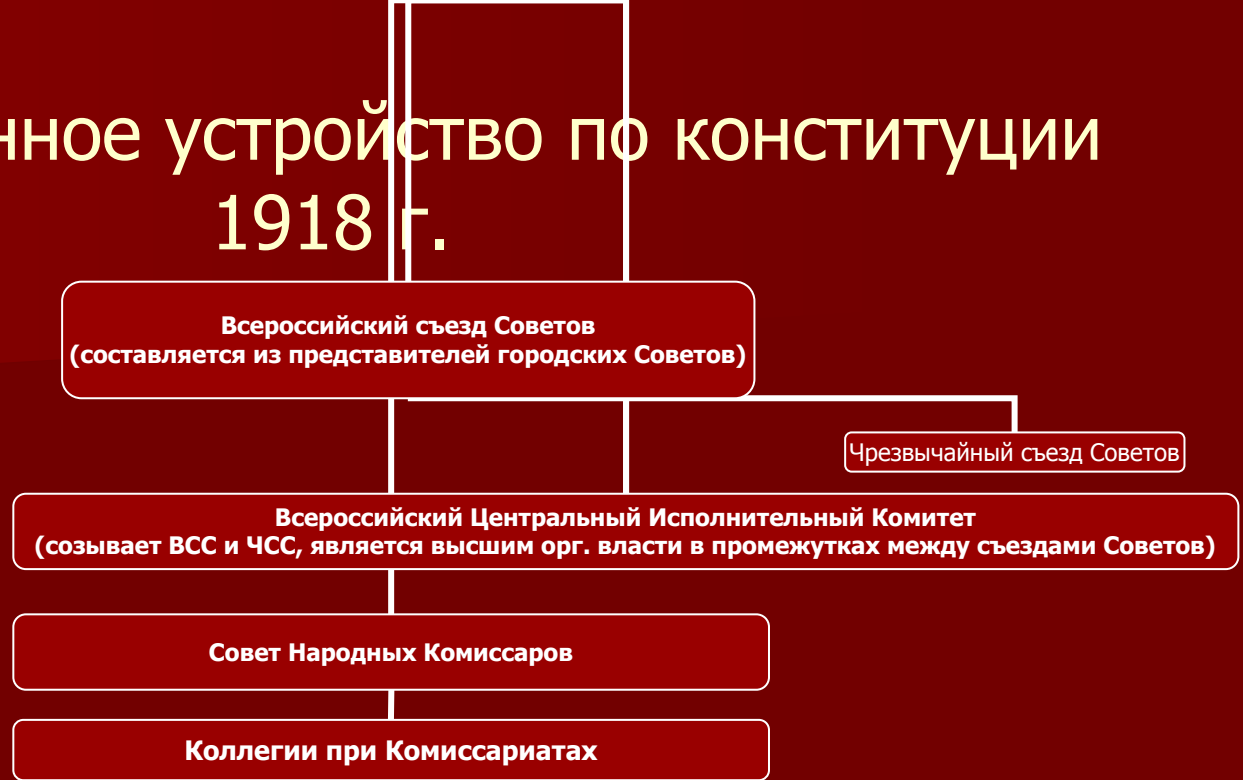 нное устройство по конституции
1918 г.
Всероссийский съезд Советов
(составляется из представителей городских Советов)
Чрезвычайный съезд Советов
Всероссийский Центральный Исполнительный Комитет
(созывает ВСС и ЧСС, является высшим орг. власти в промежутках между съездами Советов)
Совет Народных Комиссаров
Коллегии при Комиссариатах